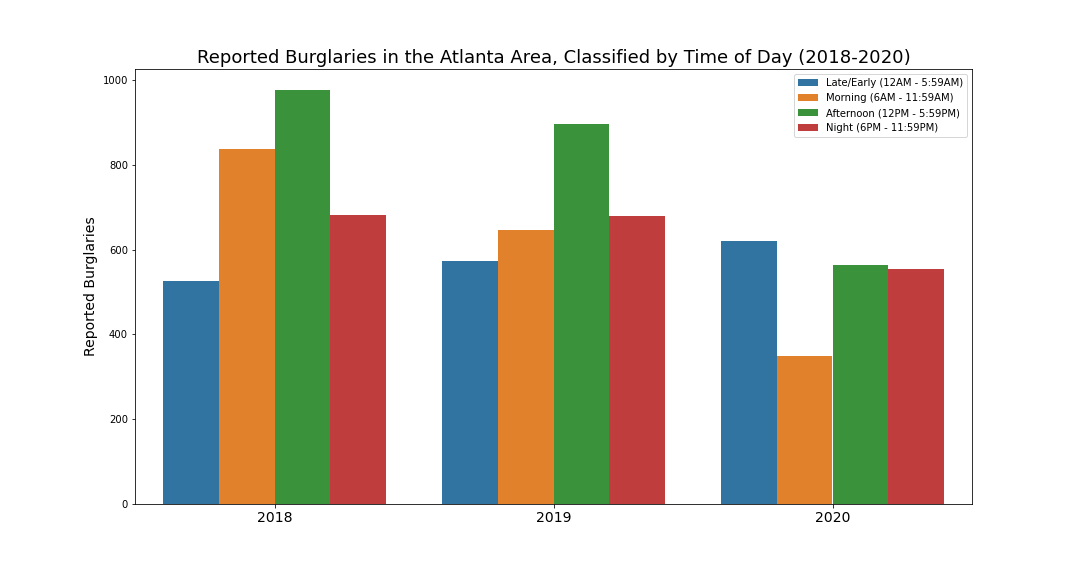 Reported Burglaries in the Atlanta Area, Classified by Time of Day (2018-2020)
Late/Early (12AM - 5:59AM)
Morning (6AM - 11:59AM)
Afternoon (12PM - 5:59PM)
Night (6PM - 11:59PM)
Reported Burglaries
1000
800
600
400
200
0
2018
2019
2020